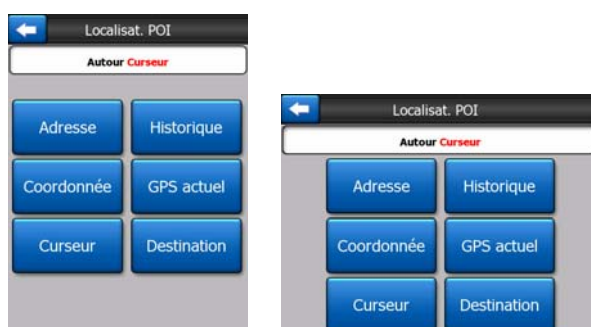 Localisat. POI
Autour Curseur
Adresse Historique
Coordonnée GPS actuel
Curseur Destination
Localisat. POI
Autour Curseur
Adresse Historique
Coordonnée GPS actuel
Curseur Destination